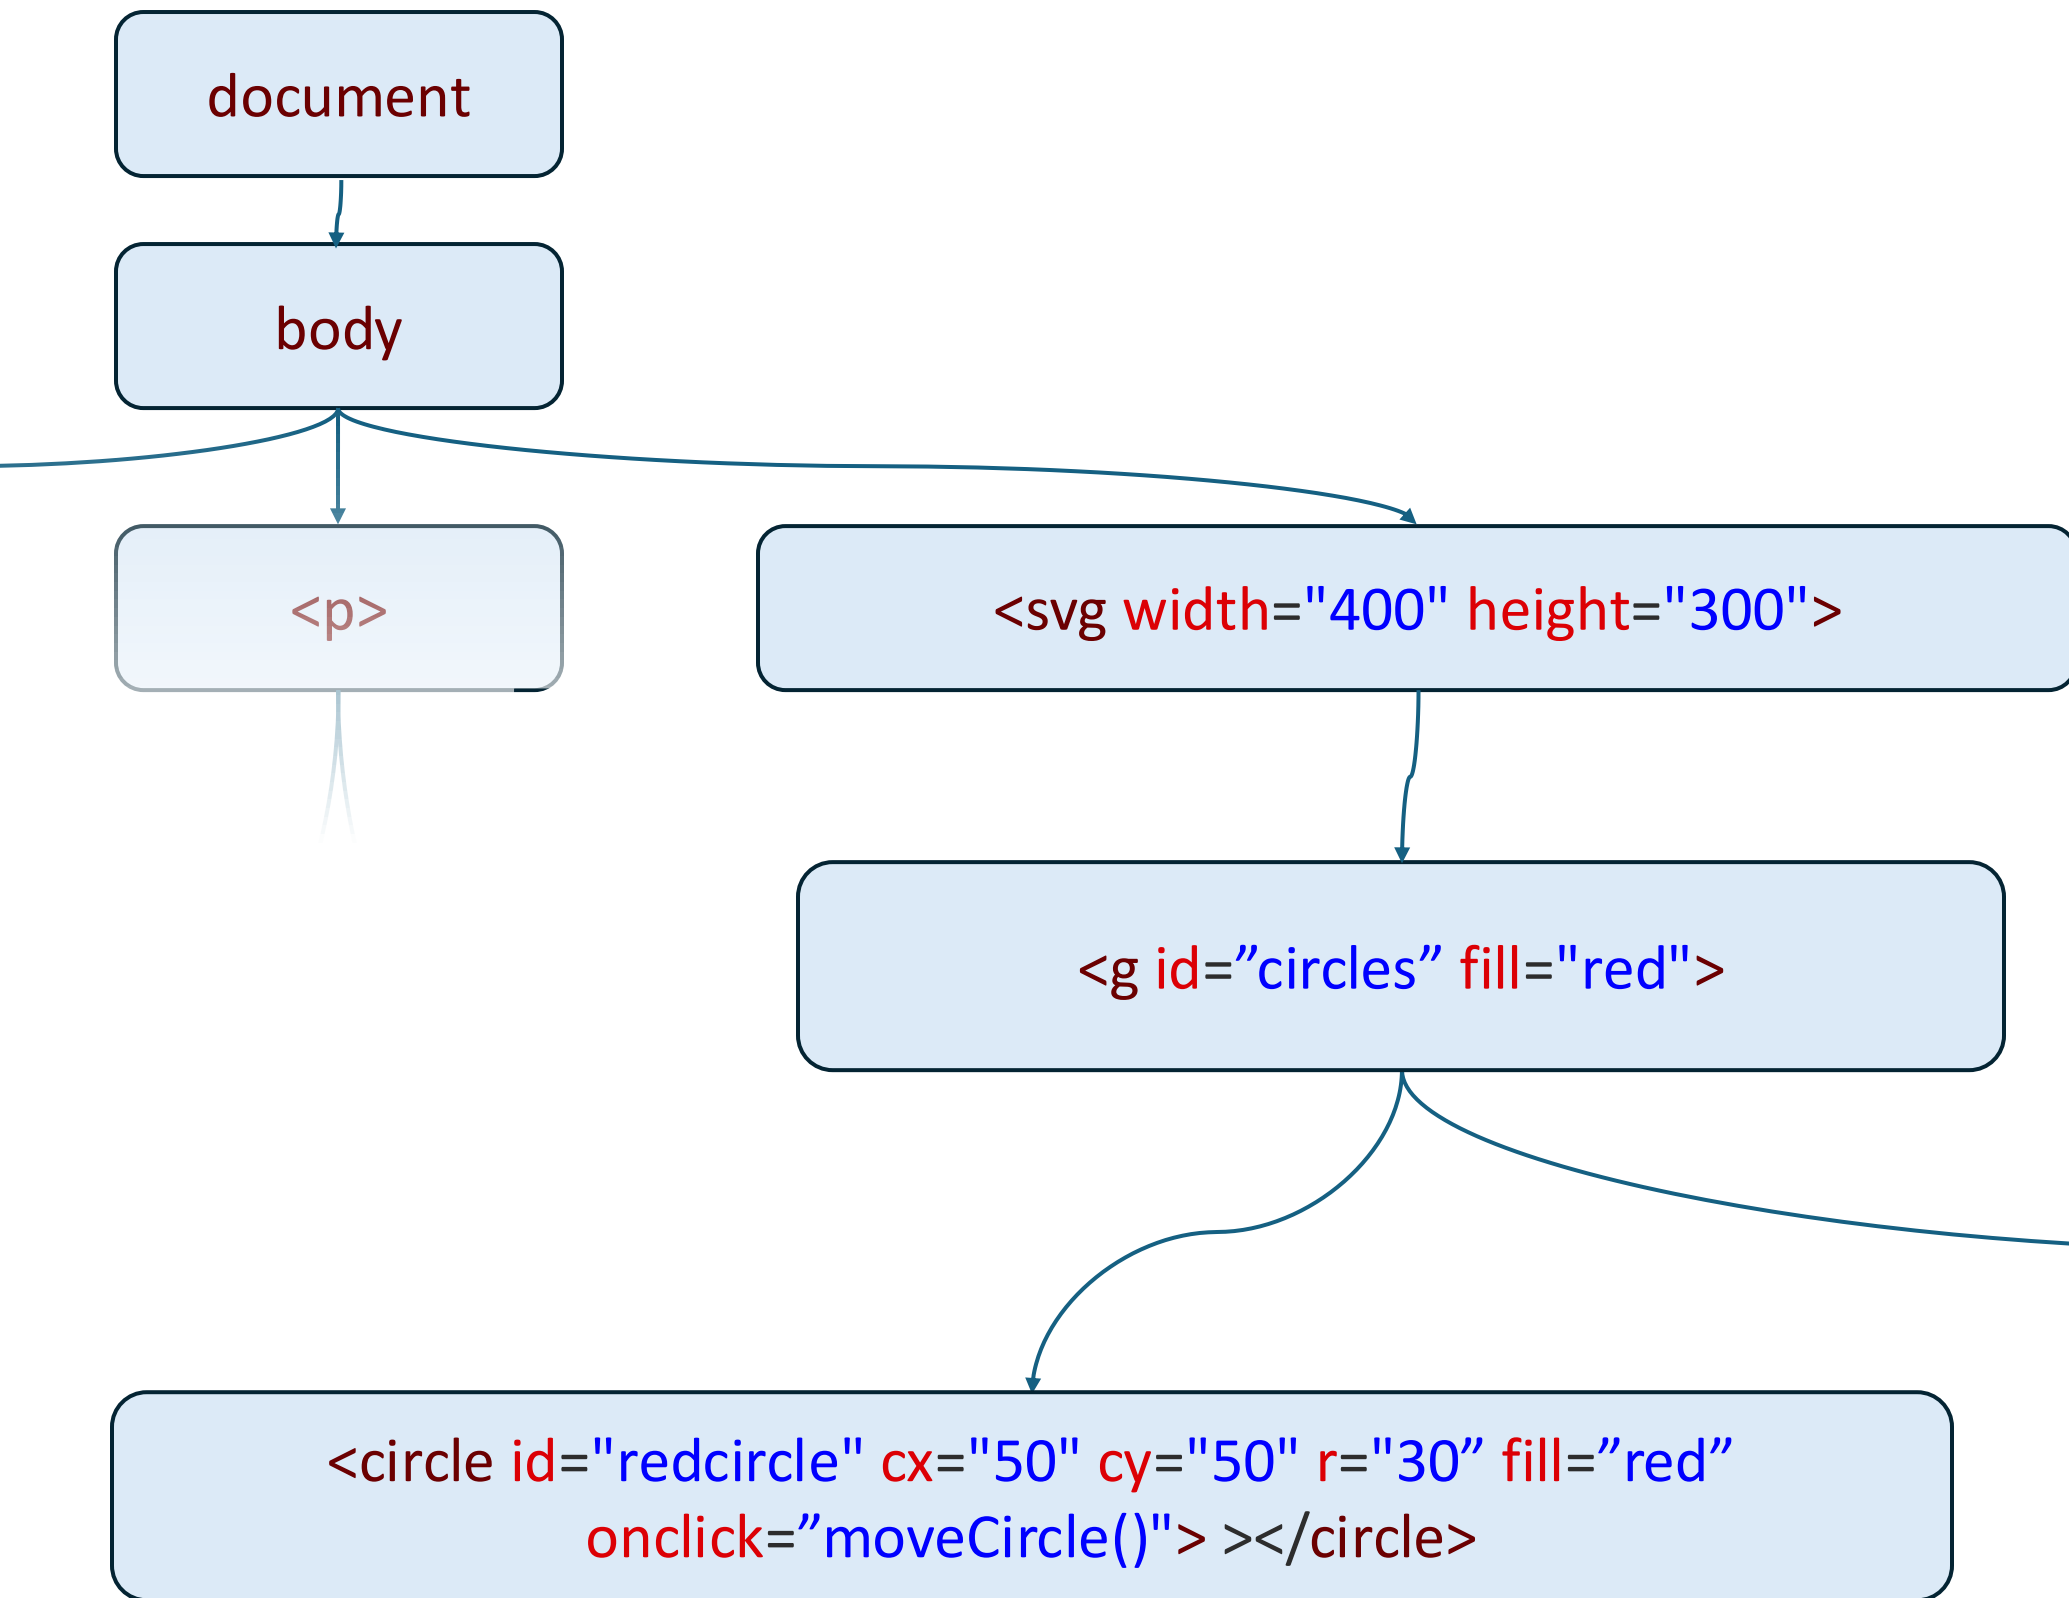 document
body
<p>
<svg width="400" height="300">
<g id=”circles” fill="red">
<circle id="redcircle" cx="50" cy="50" r="30” fill=”red”
onclick=”moveCircle()"> ></circle>